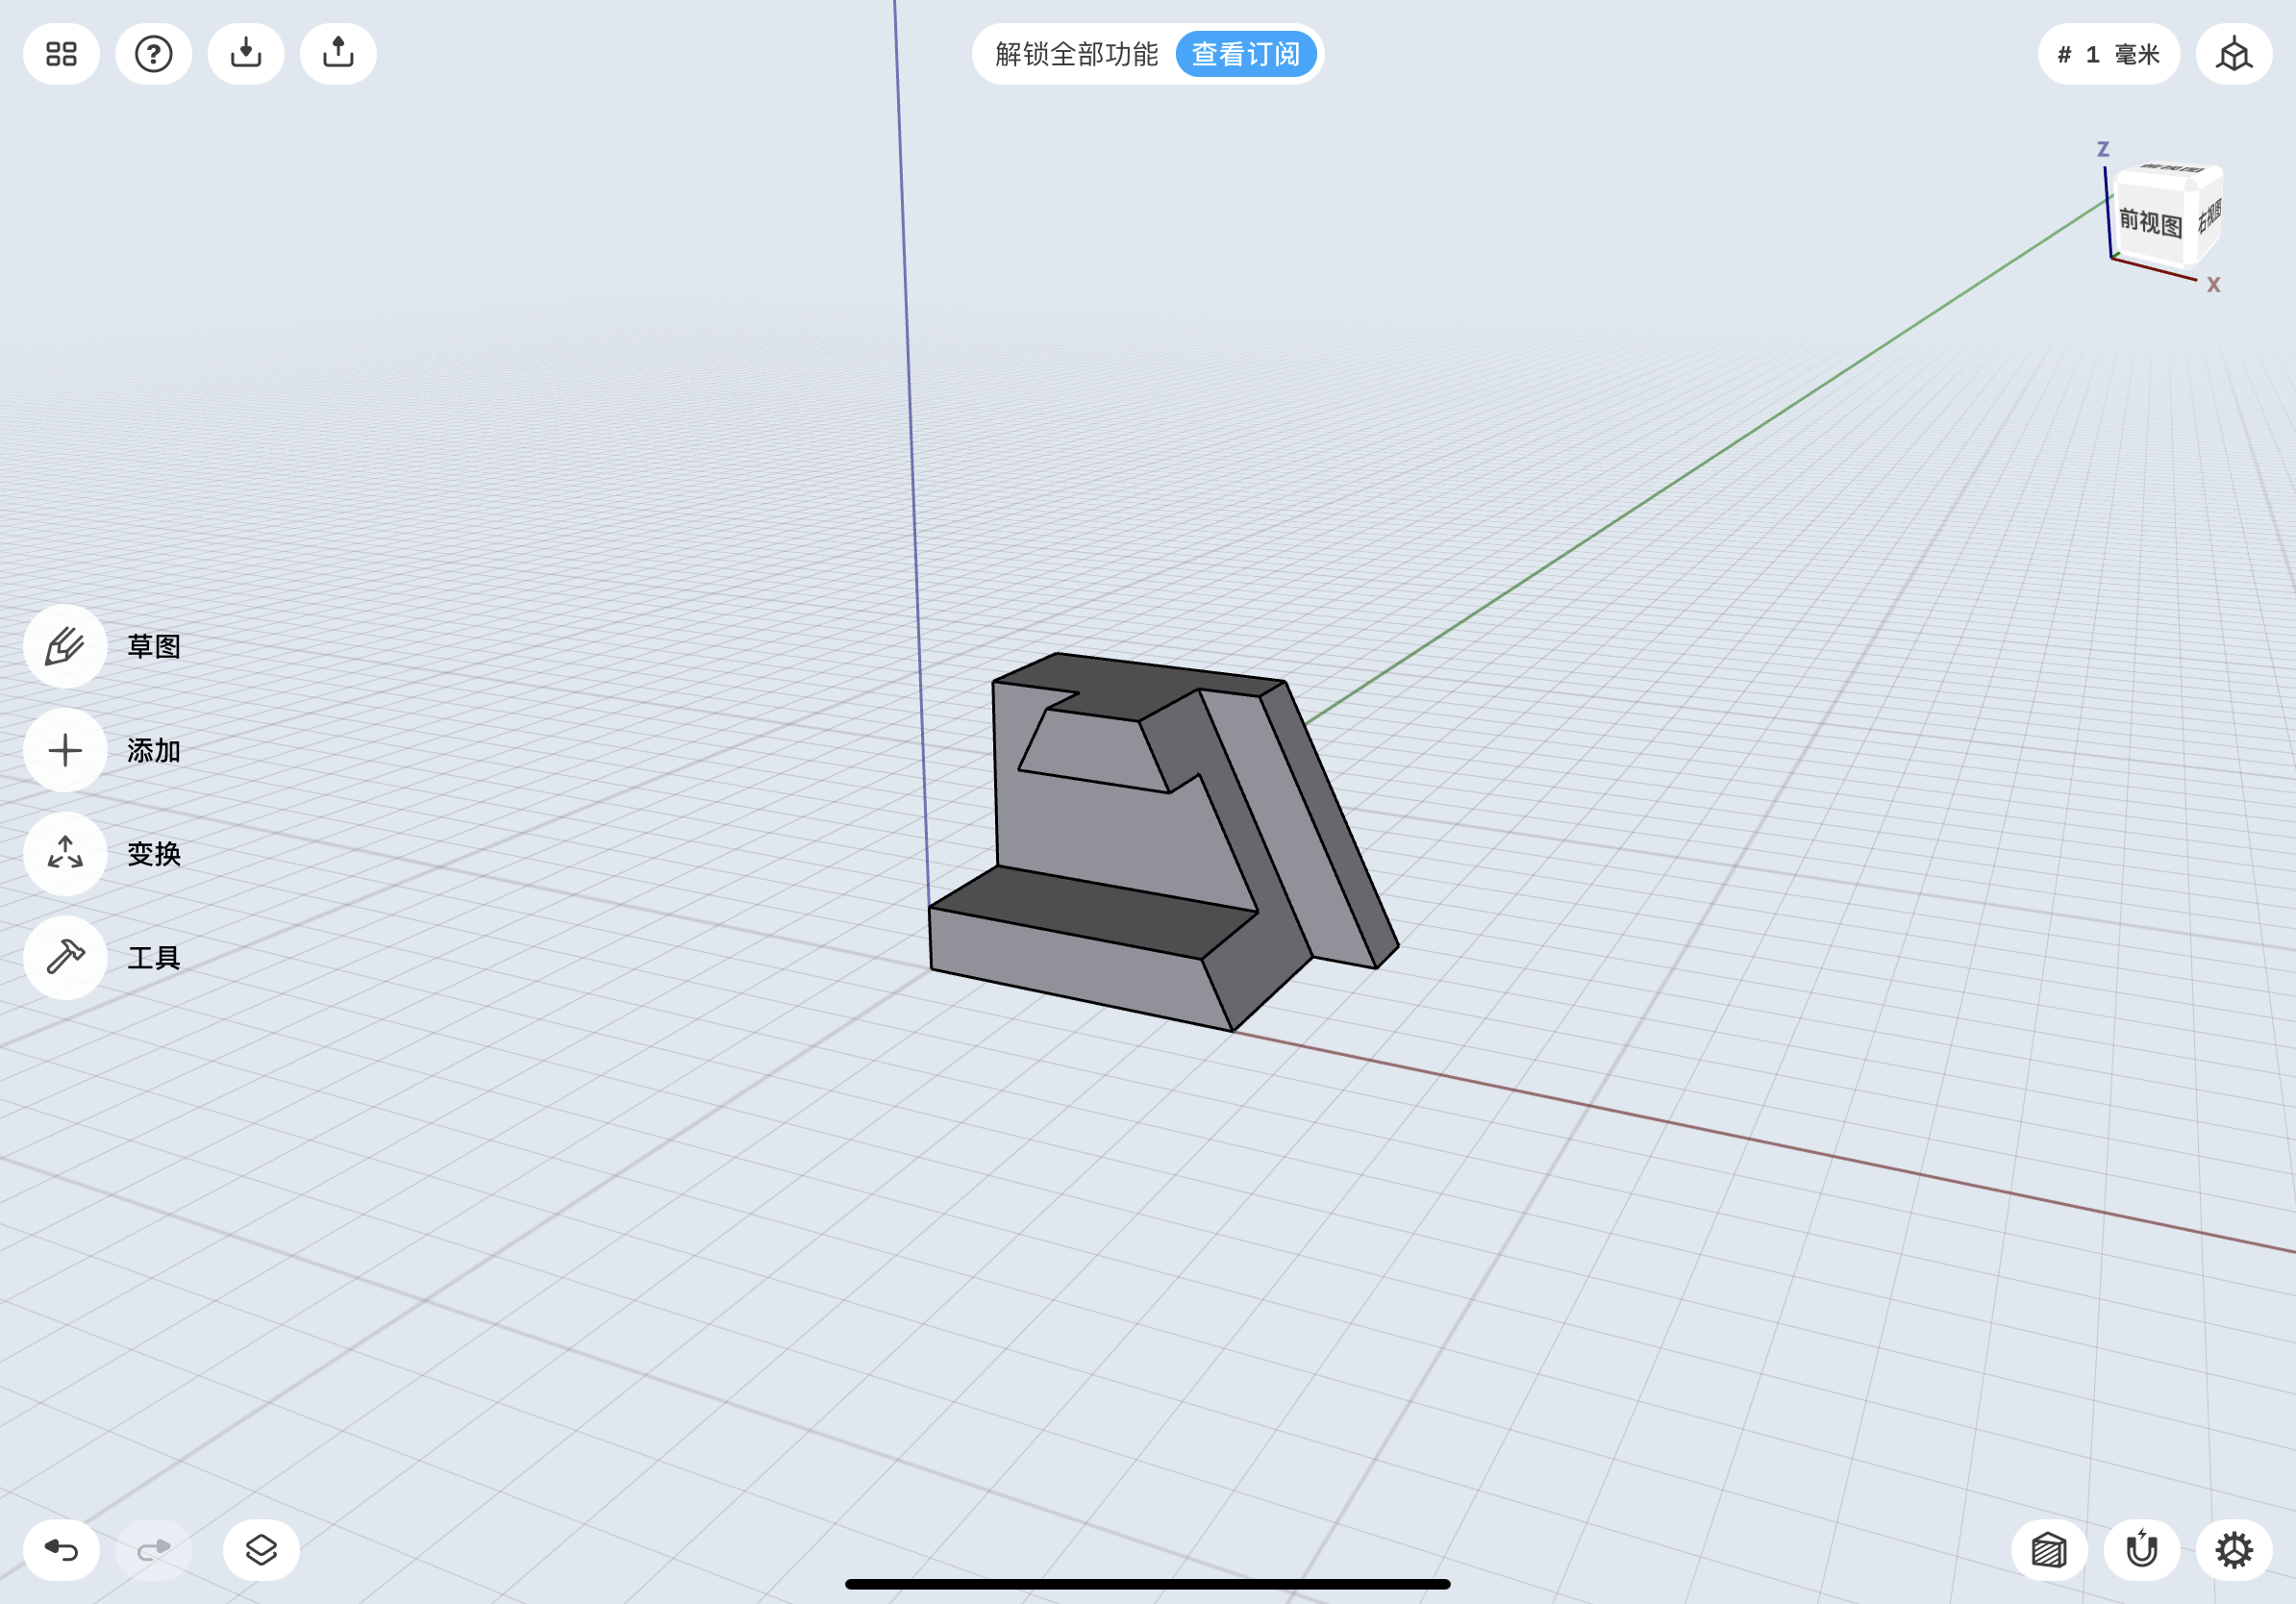 解锁全部功能 查看订阅
# 1 毫米
Z
前视图
右视图
X
草图
添加
变换
工具